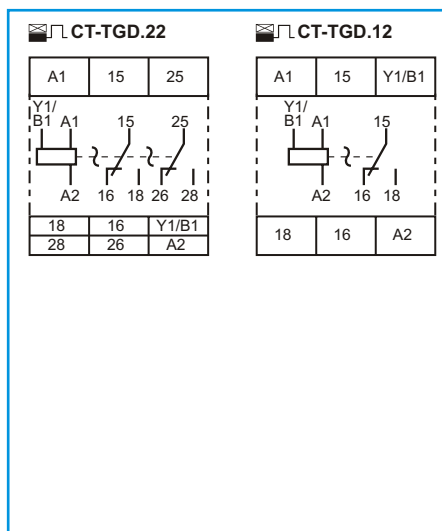 CT-TGD.22
A1 15 25
Y1/
B1 A1 15 25
A2 16 18 26 28
18 16 Y1/B1
28 26 A2
CT-TGD.12
A1 15 Y1/B1
Y1/
B1 A1 15
A2 16 18
18 16 A2